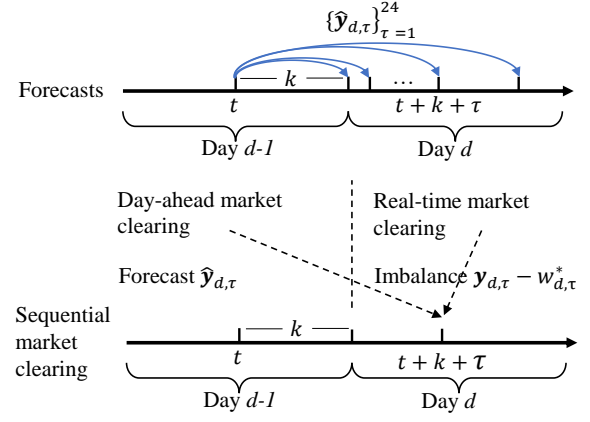 {ŷ_{d,τ}}_{τ=1}^{24}
k
...
Forecasts
t
t + k + τ
Day d-1
Day d
Day-ahead market clearing
Real-time market clearing
Forecast ŷ_{d,τ}
Imbalance y_{d,τ} − w*_{d,τ}
Sequential market clearing
k
t
t + k + τ
Day d-1
Day d